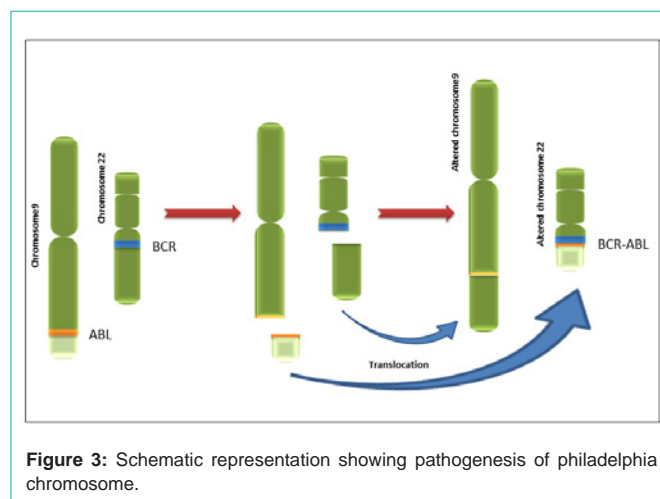 Chromosome9
ABL
Chromosome 22
BCR
Translocation
Altered chromosome9
Altered chromosome 22
BCR-ABL
Figure 3: Schematic representation showing pathogenesis of philadelphia
chromosome.